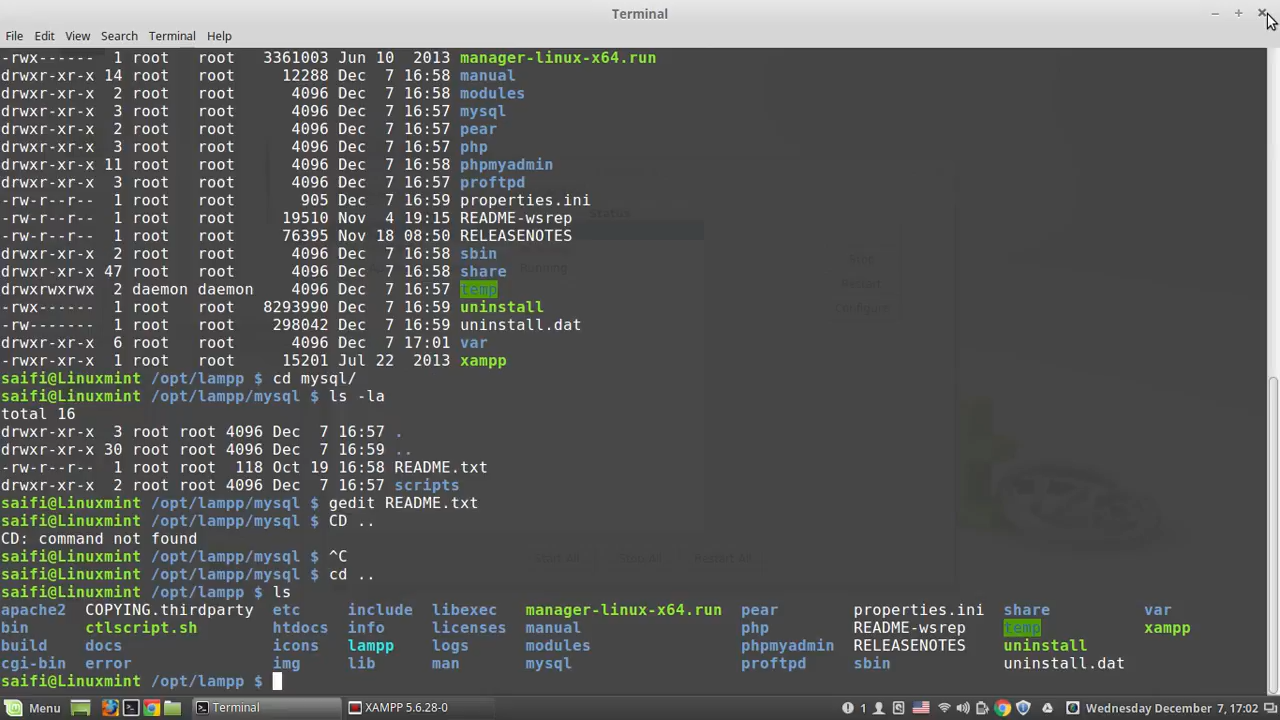 Terminal
File Edit View Search Terminal Help
-rwx------ 1 root root 3361003 Jun 10 2013 manager-linux-x64.run
drwxr-xr-x 14 root root 12288 Dec 7 16:58 manual
drwxr-xr-x 2 root root 4096 Dec 7 16:58 modules
drwxr-xr-x 3 root root 4096 Dec 7 16:57 mysql
drwxr-xr-x 2 root root 4096 Dec 7 16:58 pear
drwxr-xr-x 3 root root 4096 Dec 7 16:57 php
drwxr-xr-x 11 root root 4096 Dec 7 16:58 phpmyadmin
drwxr-xr-x 3 root root 4096 Dec 7 16:57 proftpd
-rw-r--r-- 1 root root 905 Dec 7 16:59 properties.ini
-rw-r--r-- 1 root root 19510 Nov 4 19:15 README-wsrep
-rw-r--r-- 1 root root 76395 Nov 18 08:50 RELEASENOTES
drwxr-xr-x 2 root root 4096 Dec 7 16:58 sbin
drwxr-xr-x 47 root root 4096 Dec 7 16:58 share
drwxrwxrwx 2 daemon daemon 4096 Dec 7 16:57 temp
-rwx------ 1 root root 8293990 Dec 7 16:59 uninstall
-rw------- 1 root root 298042 Dec 7 16:59 uninstall.dat
drwxr-xr-x 6 root root 4096 Dec 7 17:01 var
-rwxr-xr-x 1 root root 15201 Jul 22 2013 xampp
saifi@Linuxmint /opt/lampp $ cd mysql/
saifi@Linuxmint /opt/lampp/mysql $ ls -la
total 16
drwxr-xr-x 3 root root 4096 Dec 7 16:57 .
drwxr-xr-x 30 root root 4096 Dec 7 16:59 ..
-rw-r--r-- 1 root root 118 Oct 19 16:58 README.txt
drwxr-xr-x 2 root root 4096 Dec 7 16:57 scripts
saifi@Linuxmint /opt/lampp/mysql $ gedit README.txt
saifi@Linuxmint /opt/lampp/mysql $ CD ..
CD: command not found
saifi@Linuxmint /opt/lampp/mysql $ ^C
saifi@Linuxmint /opt/lampp/mysql $ cd ..
saifi@Linuxmint /opt/lampp $ ls
apache2 COPYING.thirdparty etc include libexec manager-linux-x64.run pear properties.ini share var
bin ctlscript.sh htdocs info licenses manual php README-wsrep temp xampp
build docs icons lampp logs modules phpmyadmin RELEASENOTES uninstall
cgi-bin error img lib man mysql proftpd sbin uninstall.dat
saifi@Linuxmint /opt/lampp $
Status
Running
Stop
Restart
Configure
Start All Stop All Restart All
Menu Terminal XAMPP 5.6.28-0 1 Wednesday December 7, 17:02